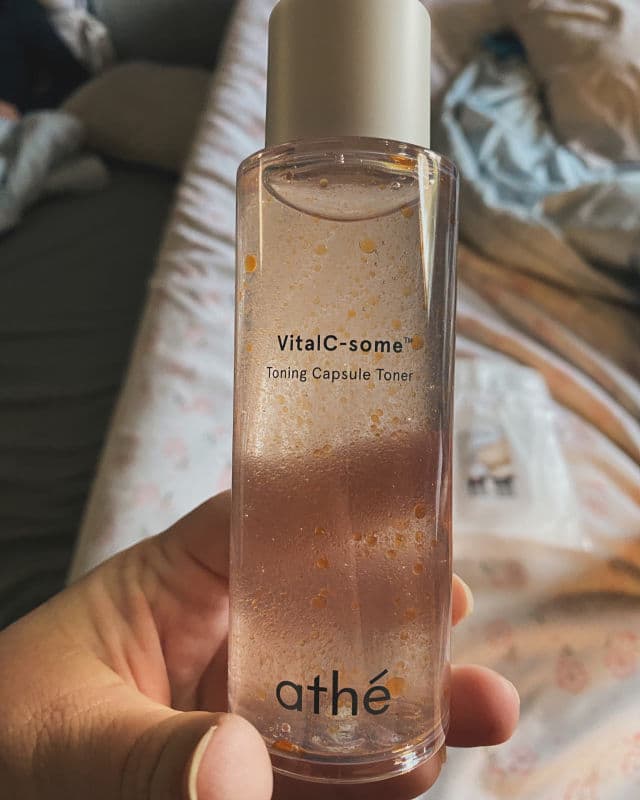 VitalC-some™
Toning Capsule Toner
athé